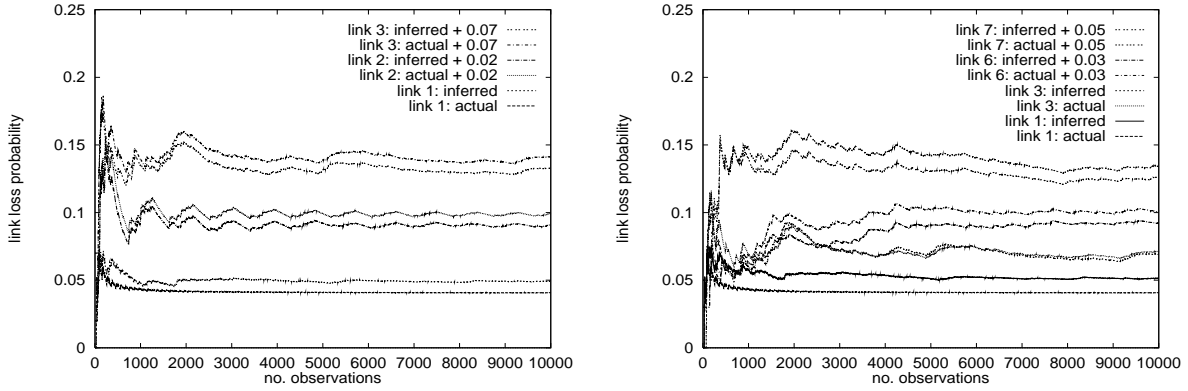 link loss probability
0.25
0.2
0.15
0.1
0.05
0
0 1000 2000 3000 4000 5000 6000 7000 8000 9000 10000
no. observations
link 3: inferred + 0.07
link 3: actual + 0.07
link 2: inferred + 0.02
link 2: actual + 0.02
link 1: inferred
link 1: actual
link loss probability
0.25
0.2
0.15
0.1
0.05
0
0 1000 2000 3000 4000 5000 6000 7000 8000 9000 10000
no. observations
link 7: inferred + 0.05
link 7: actual + 0.05
link 6: inferred + 0.03
link 6: actual + 0.03
link 3: inferred
link 3: actual
link 1: inferred
link 1: actual